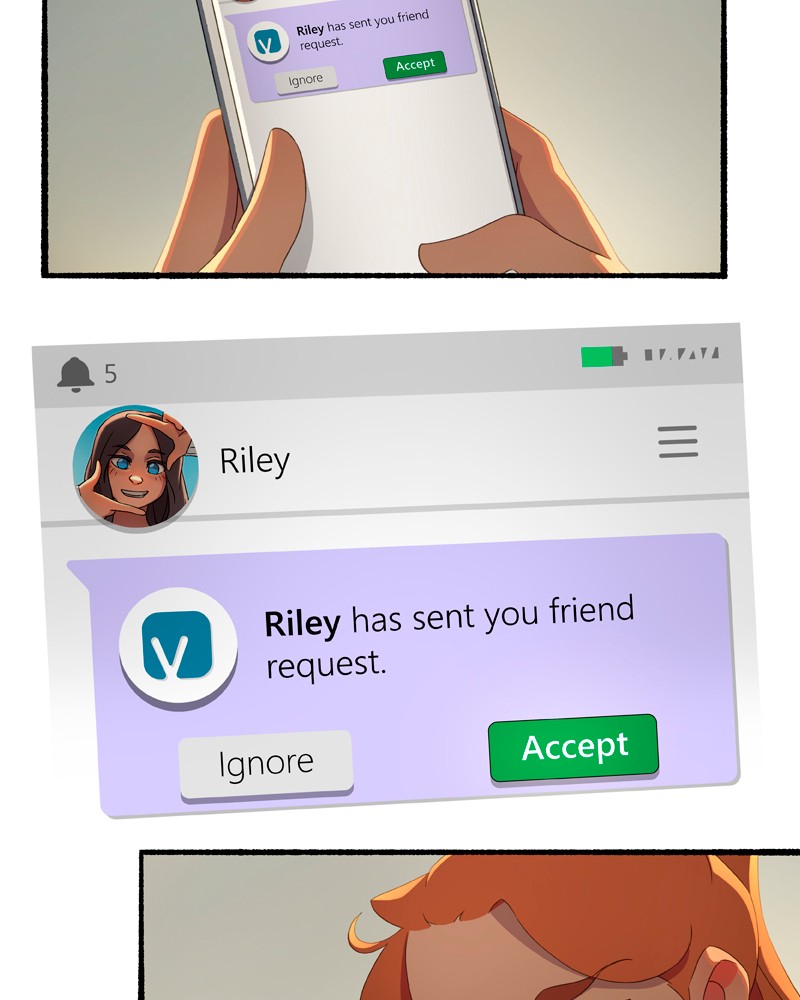 Riley has sent you friend
request.
Ignore
Accept
5
Riley
Riley has sent you friend
request.
Ignore
Accept